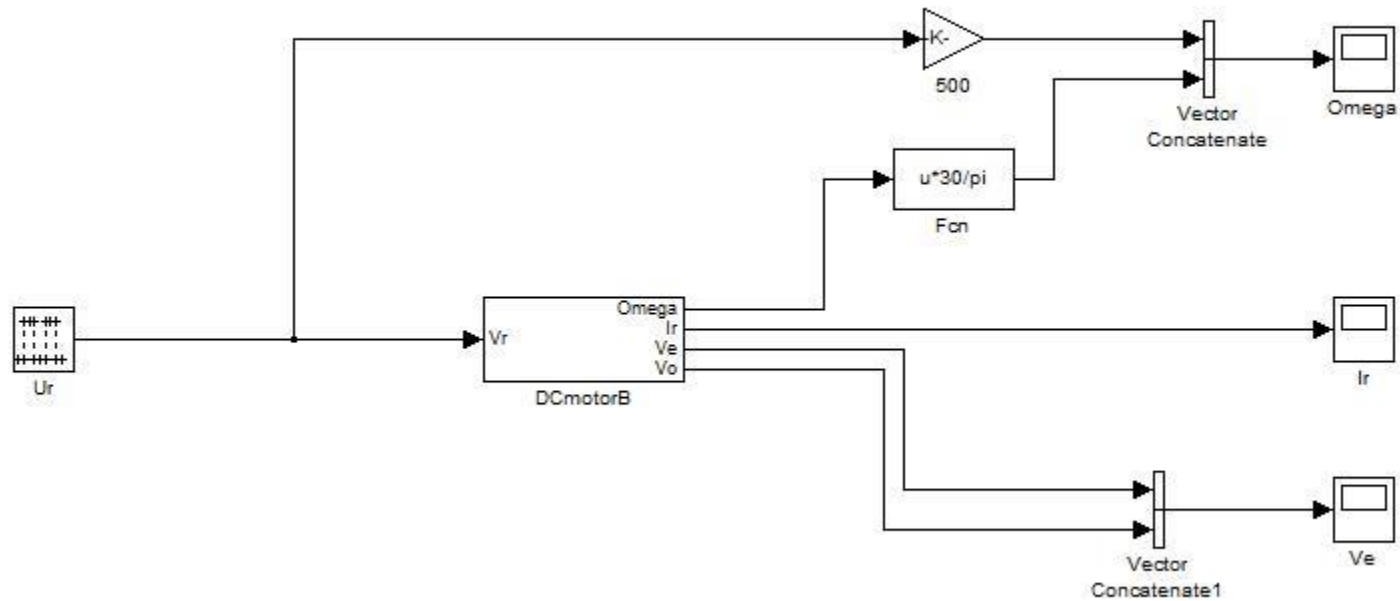 -K-
500
Vector
Concatenate
Omega
u*30/pi
Fcn
Ur
Vr
Omega
Ir
Ve
Vo
DCmotorB
Ir
Vector
Concatenate1
Ve